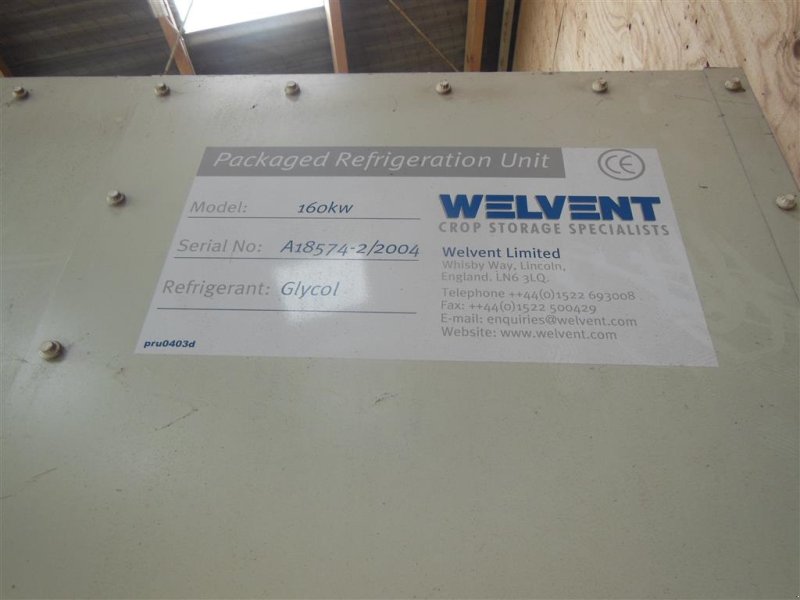 Packaged Refrigeration Unit
CE
Model: 160kw
Serial No: A18574-2/2004
Refrigerant: Glycol
pru0403d
WELVENT
CROP STORAGE SPECIALISTS
Welvent Limited
Whisby Way, Lincoln,
England. LN6 3LQ.
Telephone ++44(0)1522 693008
Fax: ++44(0)1522 500429
E-mail: enquiries@welvent.com
Website: www.welvent.com